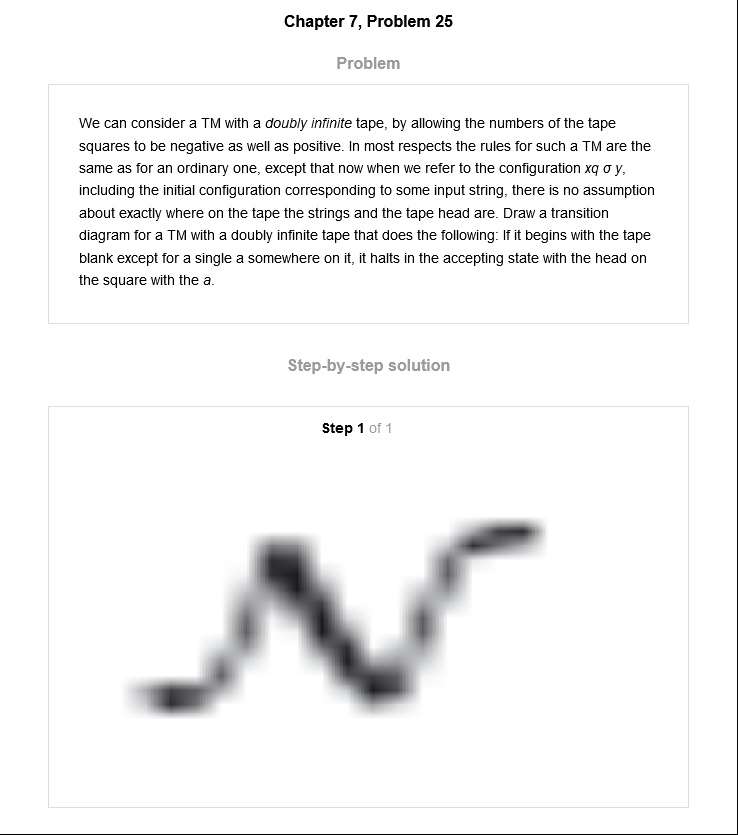 Chapter 7, Problem 25
Problem
We can consider a TM with a doubly infinite tape, by allowing the numbers of the tape
squares to be negative as well as positive. In most respects the rules for such a TM are the
same as for an ordinary one, except that now when we refer to the configuration xq σ y,
including the initial configuration corresponding to some input string, there is no assumption
about exactly where on the tape the strings and the tape head are. Draw a transition
diagram for a TM with a doubly infinite tape that does the following: If it begins with the tape
blank except for a single a somewhere on it, it halts in the accepting state with the head on
the square with the a.
Step-by-step solution
Step 1 of 1